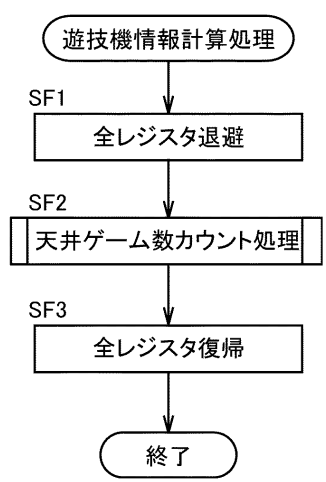 遊技機情報計算処理
SF1
全レジスタ退避
SF2
天井ゲーム数カウント処理
SF3
全レジスタ復帰
終了